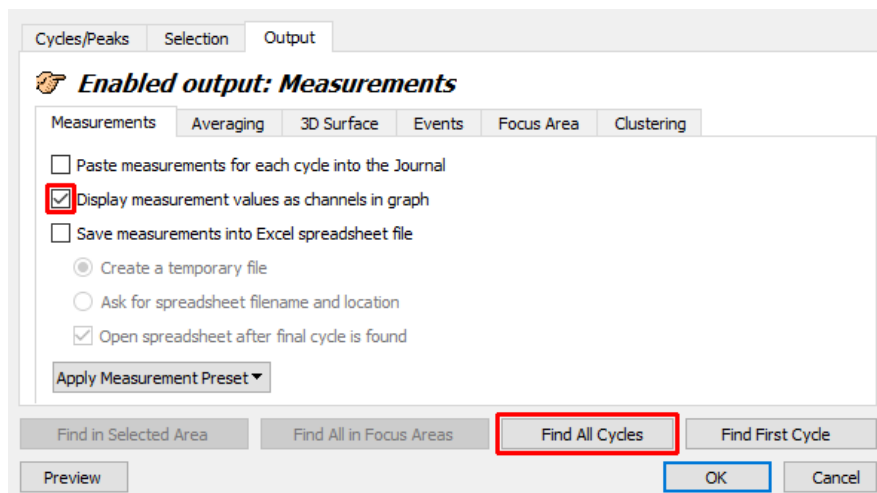 Cycles/Peaks Selection Output
Enabled output: Measurements
Measurements Averaging 3D Surface Events Focus Area Clustering
Paste measurements for each cycle into the Journal
Display measurement values as channels in graph
Save measurements into Excel spreadsheet file
Create a temporary file
Ask for spreadsheet filename and location
Open spreadsheet after final cycle is found
Apply Measurement Preset
Find in Selected Area Find All in Focus Areas Find All Cycles Find First Cycle
Preview OK Cancel